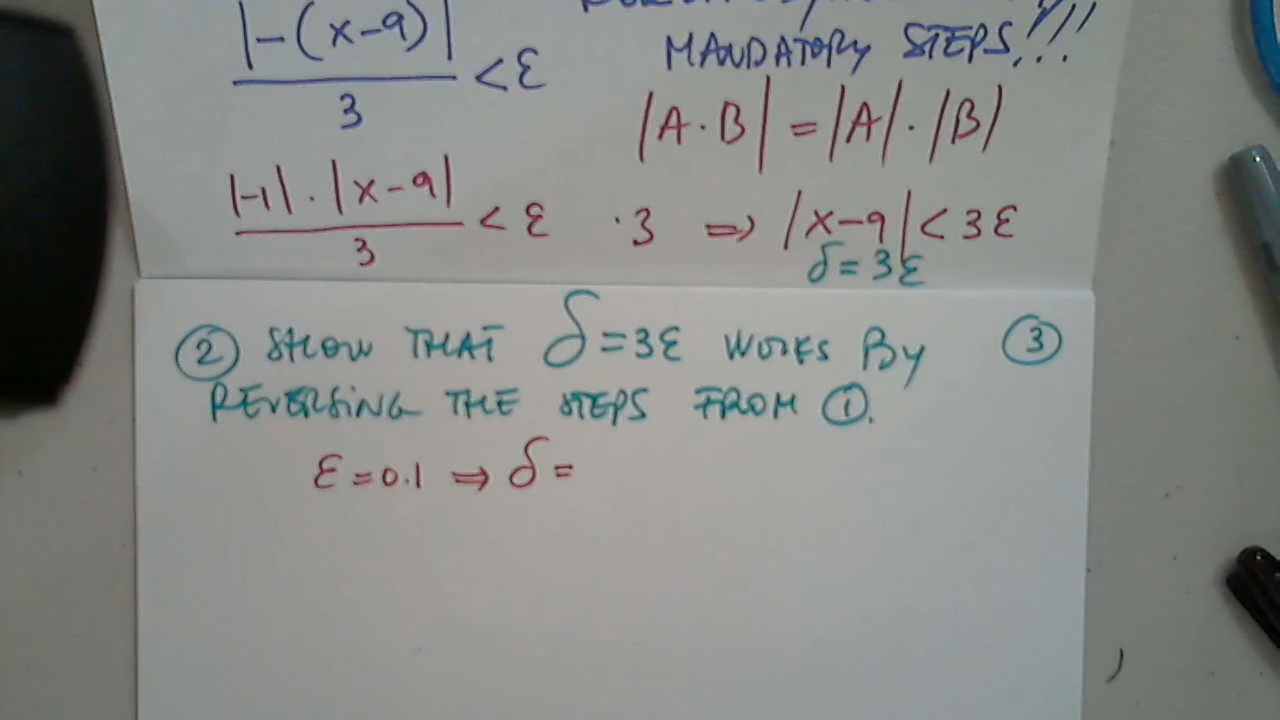 |-(x-9)|
3
<ε
MANDATORY STEPS!!!
|A·B| = |A|·|B|
|-1|·|x-9|
3
<ε ·3 ⇒ |x-9| < 3ε
δ = 3ε
② SHOW THAT δ=3ε WORKS BY ③
REVERSING THE STEPS FROM ①.
ε = 0.1 ⇒ δ =